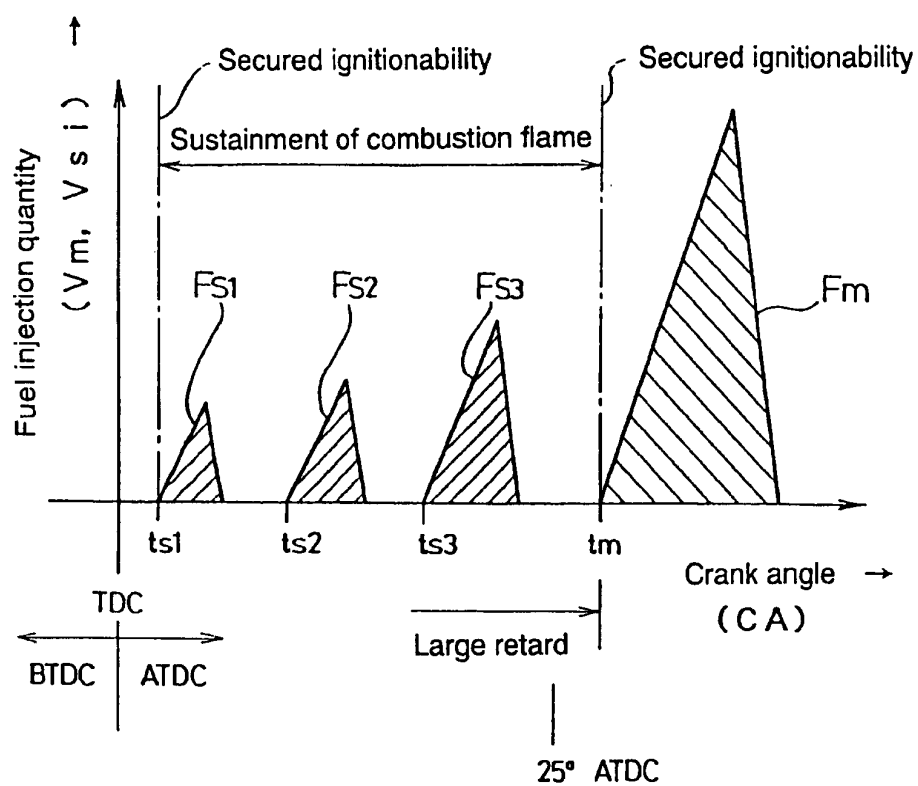 Secured ignitionability
Secured ignitionability
Sustainment of combustion flame
Fuel injection quantity
(Vm, Vsi)
FS1
FS2
FS3
Fm
ts1
ts2
ts3
tm
Crank angle →
(CA)
TDC
Large retard
BTDC
ATDC
25° ATDC